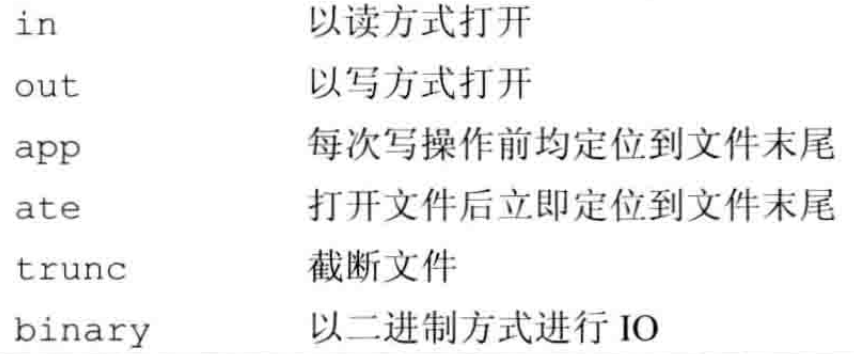 in 以读方式打开
out 以写方式打开
app 每次写操作前均定位到文件末尾
ate 打开文件后立即定位到文件末尾
trunc 截断文件
binary 以二进制方式进行 IO